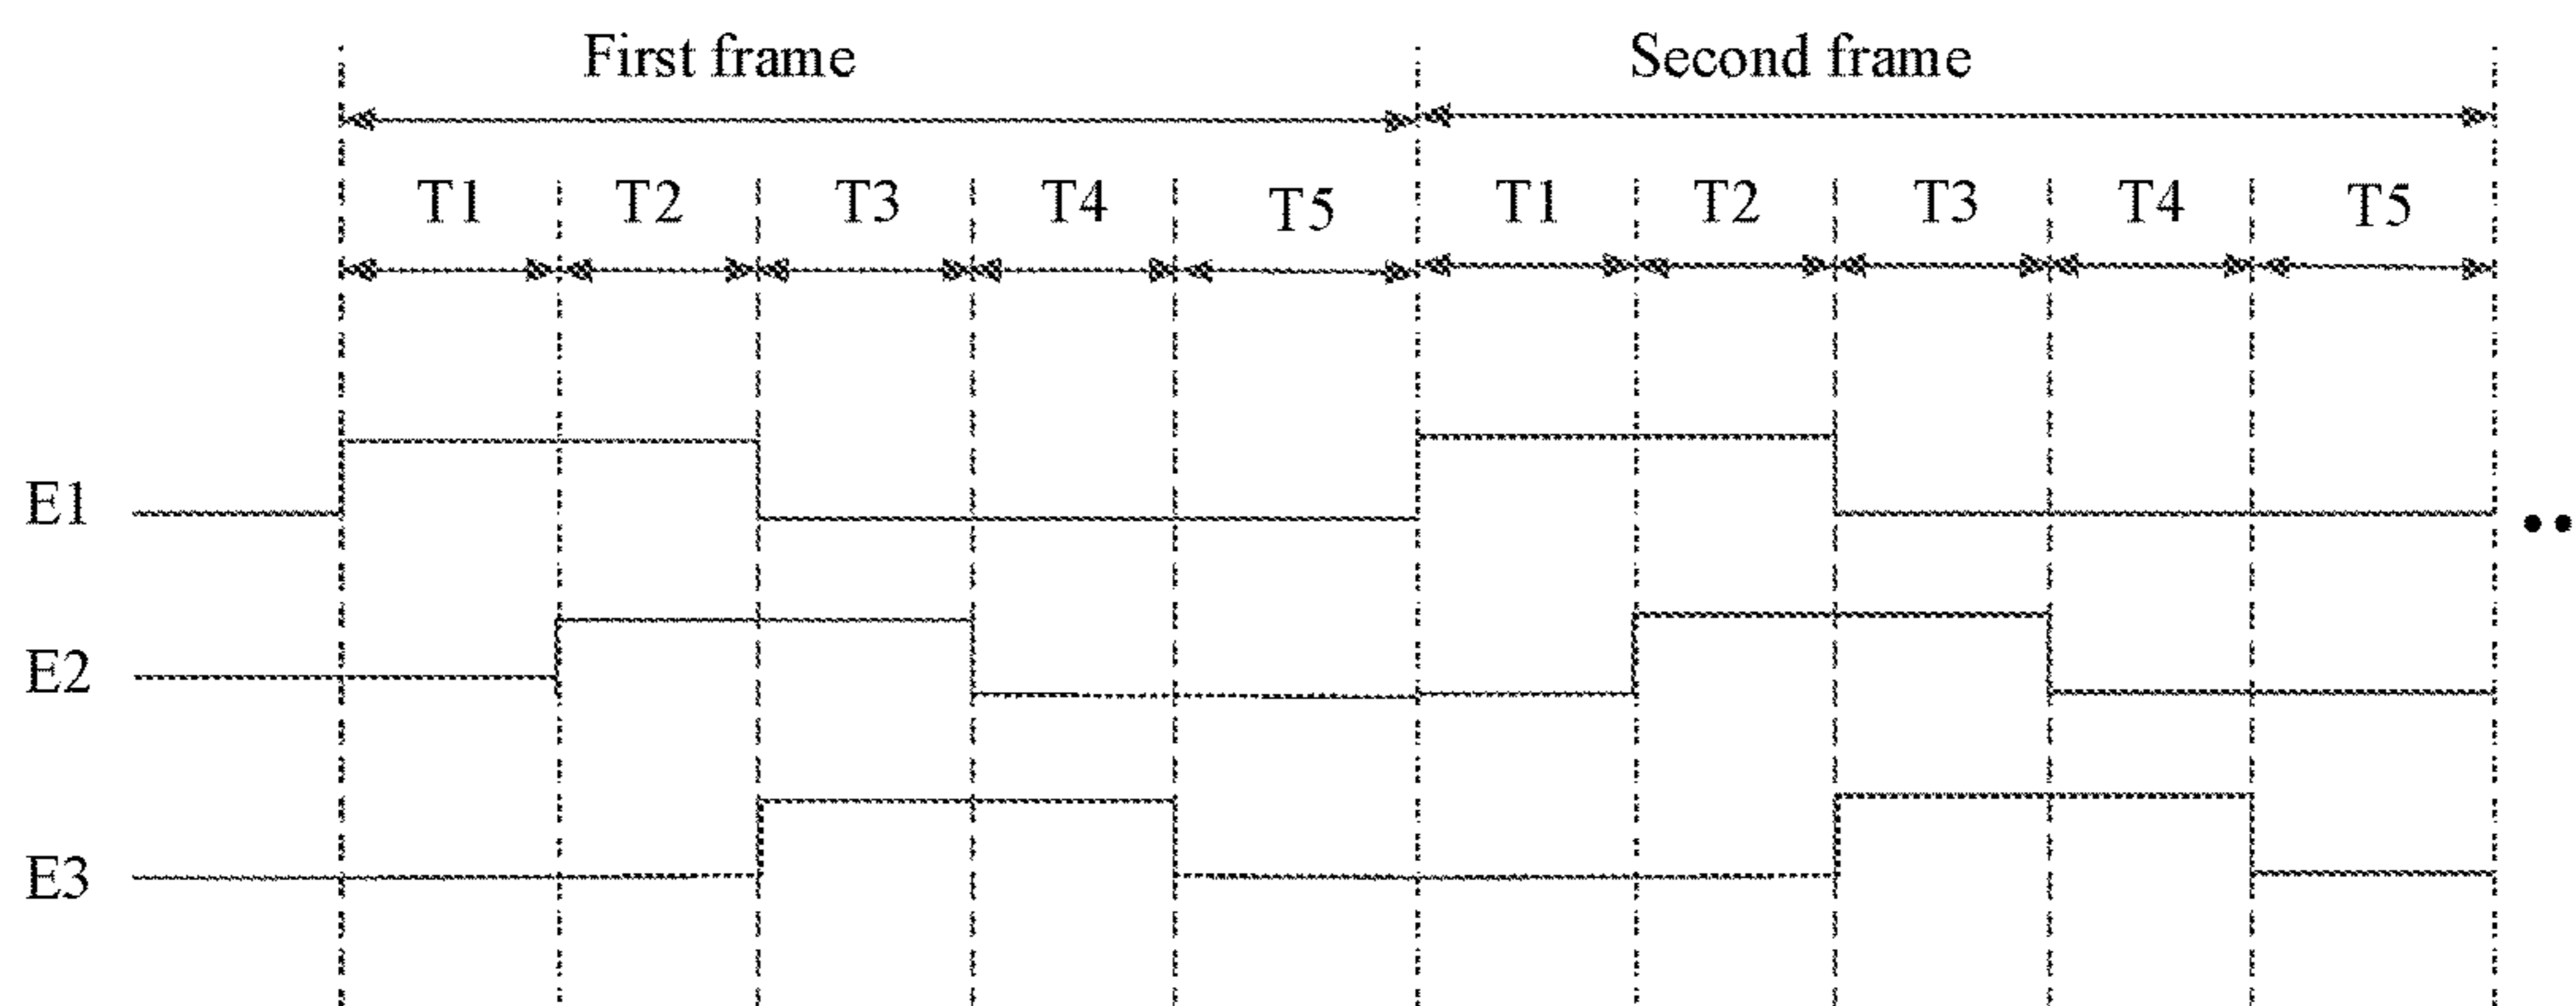 First frame Second frame
T1 T2 T3 T4 T5 T1 T2 T3 T4 T5
E1
E2
E3